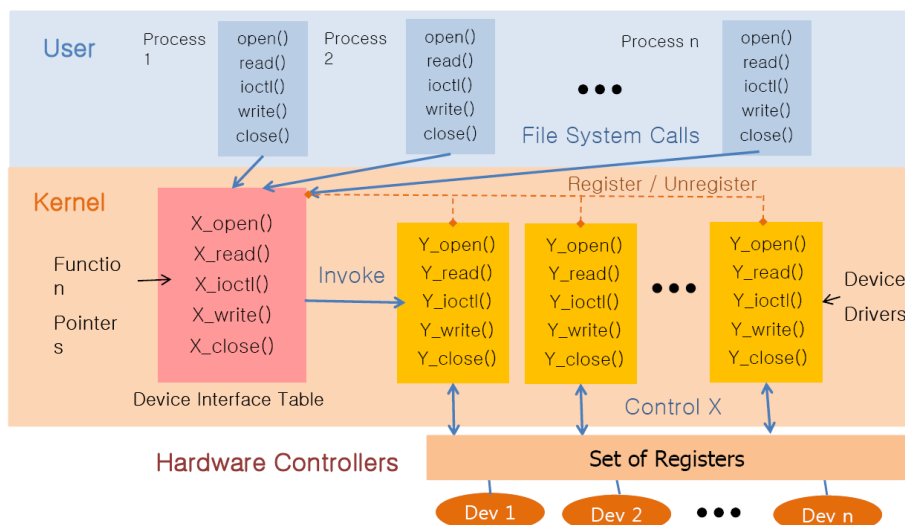 User
Process
1
open()
read()
ioctl()
write()
close()
Process
2
open()
read()
ioctl()
write()
close()
●●●
Process n
open()
read()
ioctl()
write()
close()
File System Calls
Kernel
Register / Unregister
Functio
n
Pointer
s
X_open()
X_read()
X_ioctl()
X_write()
X_close()
Device Interface Table
Invoke
Y_open()
Y_read()
Y_ioctl()
Y_write()
Y_close()
Y_open()
Y_read()
Y_ioctl()
Y_write()
Y_close()
●●●
Y_open()
Y_read()
Y_ioctl()
Y_write()
Y_close()
Device
Drivers
Control X
Hardware Controllers
Set of Registers
Dev 1
Dev 2
●●●
Dev n